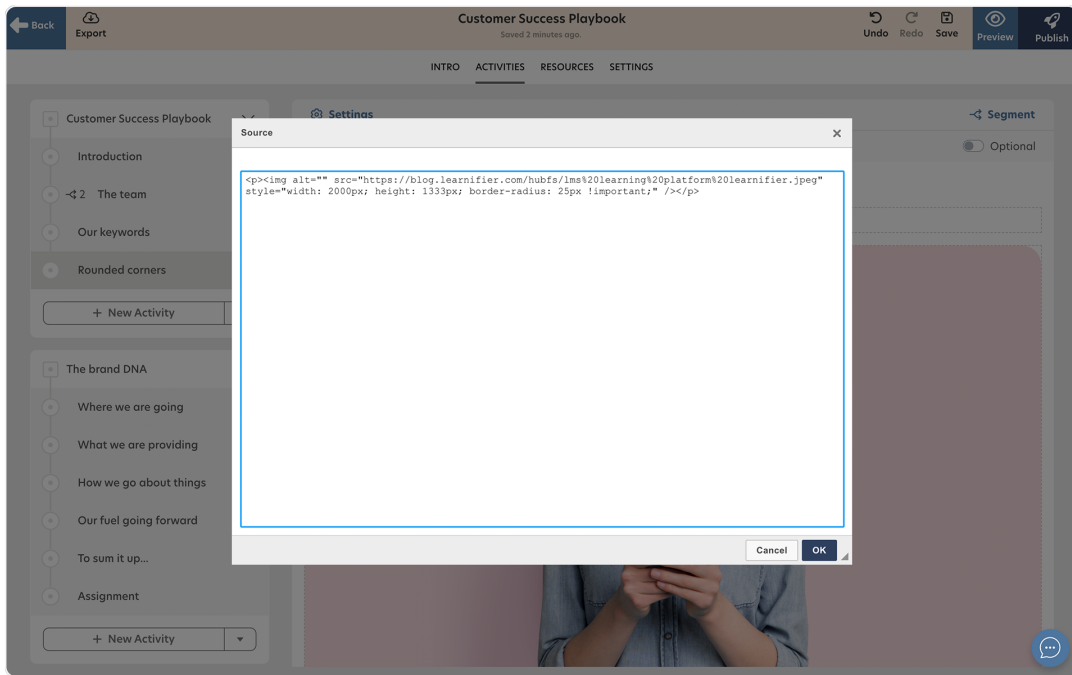 Back
Export
Customer Success Playbook
Saved 2 minutes ago.
Undo
Redo
Save
Preview
Publish
INTRO
ACTIVITIES
RESOURCES
SETTINGS
Customer Success Playbook
Introduction
2 The team
Our keywords
Rounded corners
+ New Activity
The brand DNA
Where we are going
What we are providing
How we go about things
Our fuel going forward
To sum it up...
Assignment
+ New Activity
Settings
Segment
Optional
Source
<p><img alt="" src="https://blog.learnifier.com/hubfs/lms%20learning%20platform%20learnifier.jpeg"
style="width: 2000px; height: 1333px; border-radius: 25px !important;" /></p>
Cancel
OK